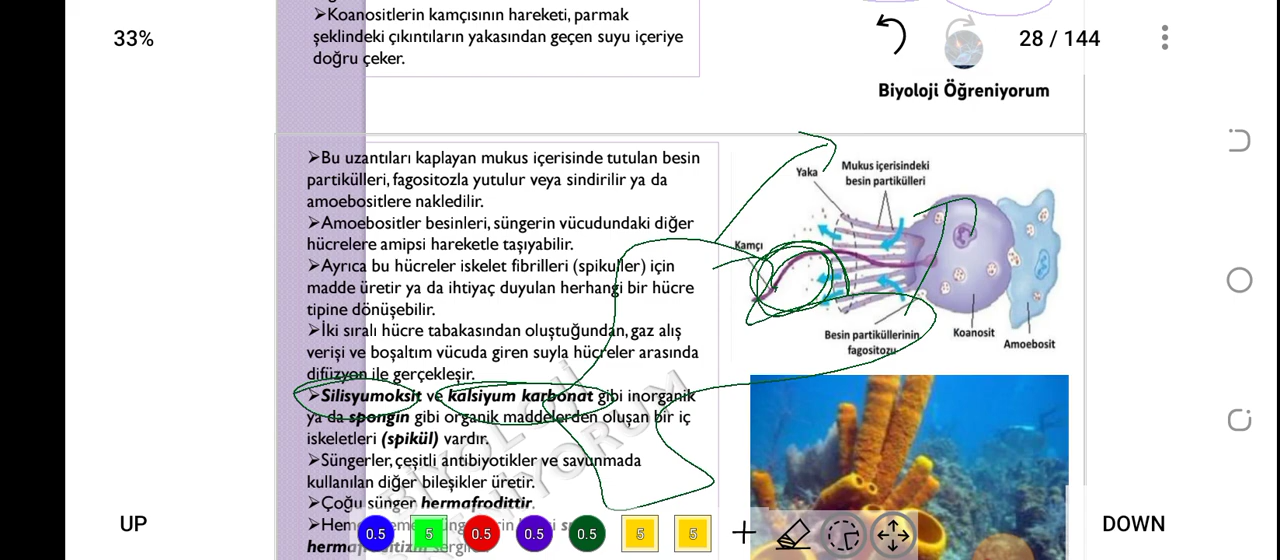 ➢Koanositlerin kamçısının hareketi, parmak
şeklindeki çıkıntıların yakasından geçen suyu içeriye
doğru çeker.
33%
28 / 144
Biyoloji Öğreniyorum
➢Bu uzantıları kaplayan mukus içerisinde tutulan besin
partikülleri, fagositozla yutulur veya sindirilir ya da
amoebositlere nakledilir.
➢Amoebositler besinleri, süngerin vücudundaki diğer
hücrelere amipsi hareketle taşıyabilir.
➢Ayrıca bu hücreler iskelet fibrilleri (spikuller) için
madde üretir ya da ihtiyaç duyulan herhangi bir hücre
tipine dönüşebilir.
➢İki sıralı hücre tabakasından oluştuğundan, gaz alış
verişi ve boşaltım vücuda giren suyla hücreler arasında
difüzyon ile gerçekleşir.
➢Silisyumoksit ve kalsiyum karbonat gibi inorganik
ya da spongin gibi organik maddelerden oluşan bir iç
iskeletleri (spikül) vardır.
➢Süngerler, çeşitli antibiyotikler ve savunmada
kullanılan diğer bileşikler üretir.
➢Çoğu sünger hermafrodittir.
Yaka
Mukus içerisindeki
besin partikülleri
Kamçı
Besin partiküllerinin
fagositozu
Koanosit
Amoebosit
UP
0.5
5
0.5
0.5
0.5
5
5
DOWN